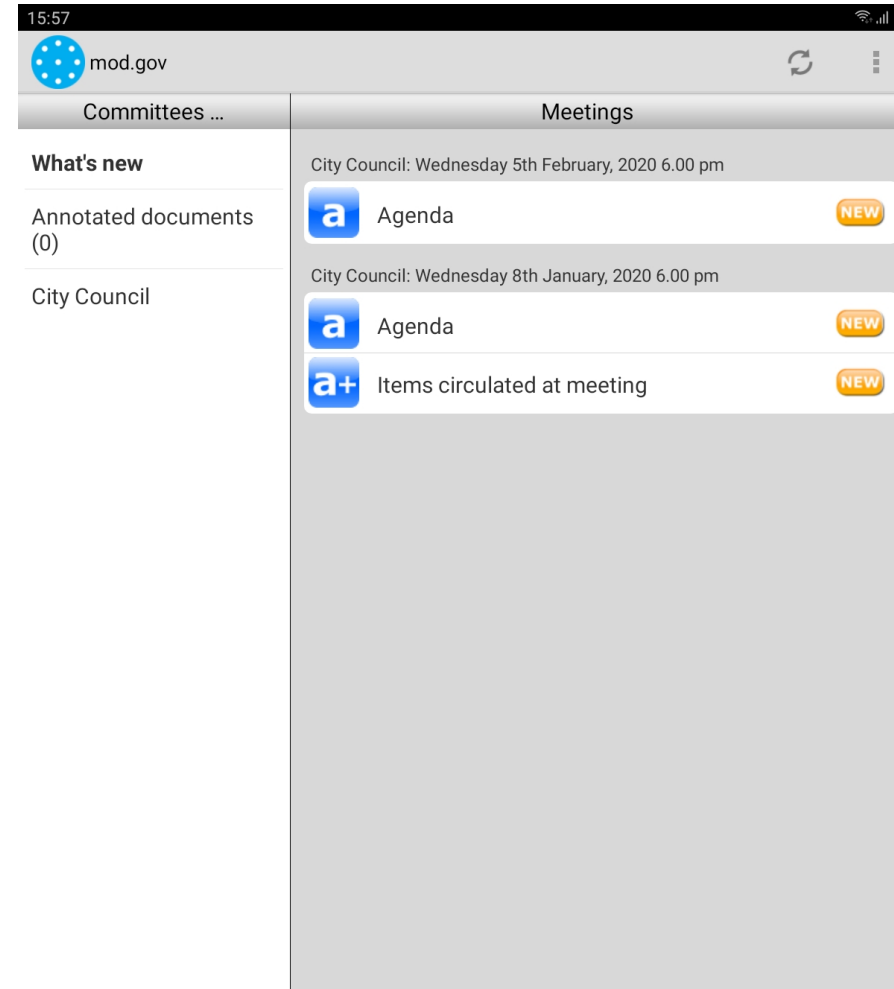 15:57
mod.gov
Committees ...
Meetings
What's new
Annotated documents
(0)
City Council
City Council: Wednesday 5th February, 2020 6.00 pm
a Agenda NEW
City Council: Wednesday 8th January, 2020 6.00 pm
a Agenda NEW
a+ Items circulated at meeting NEW